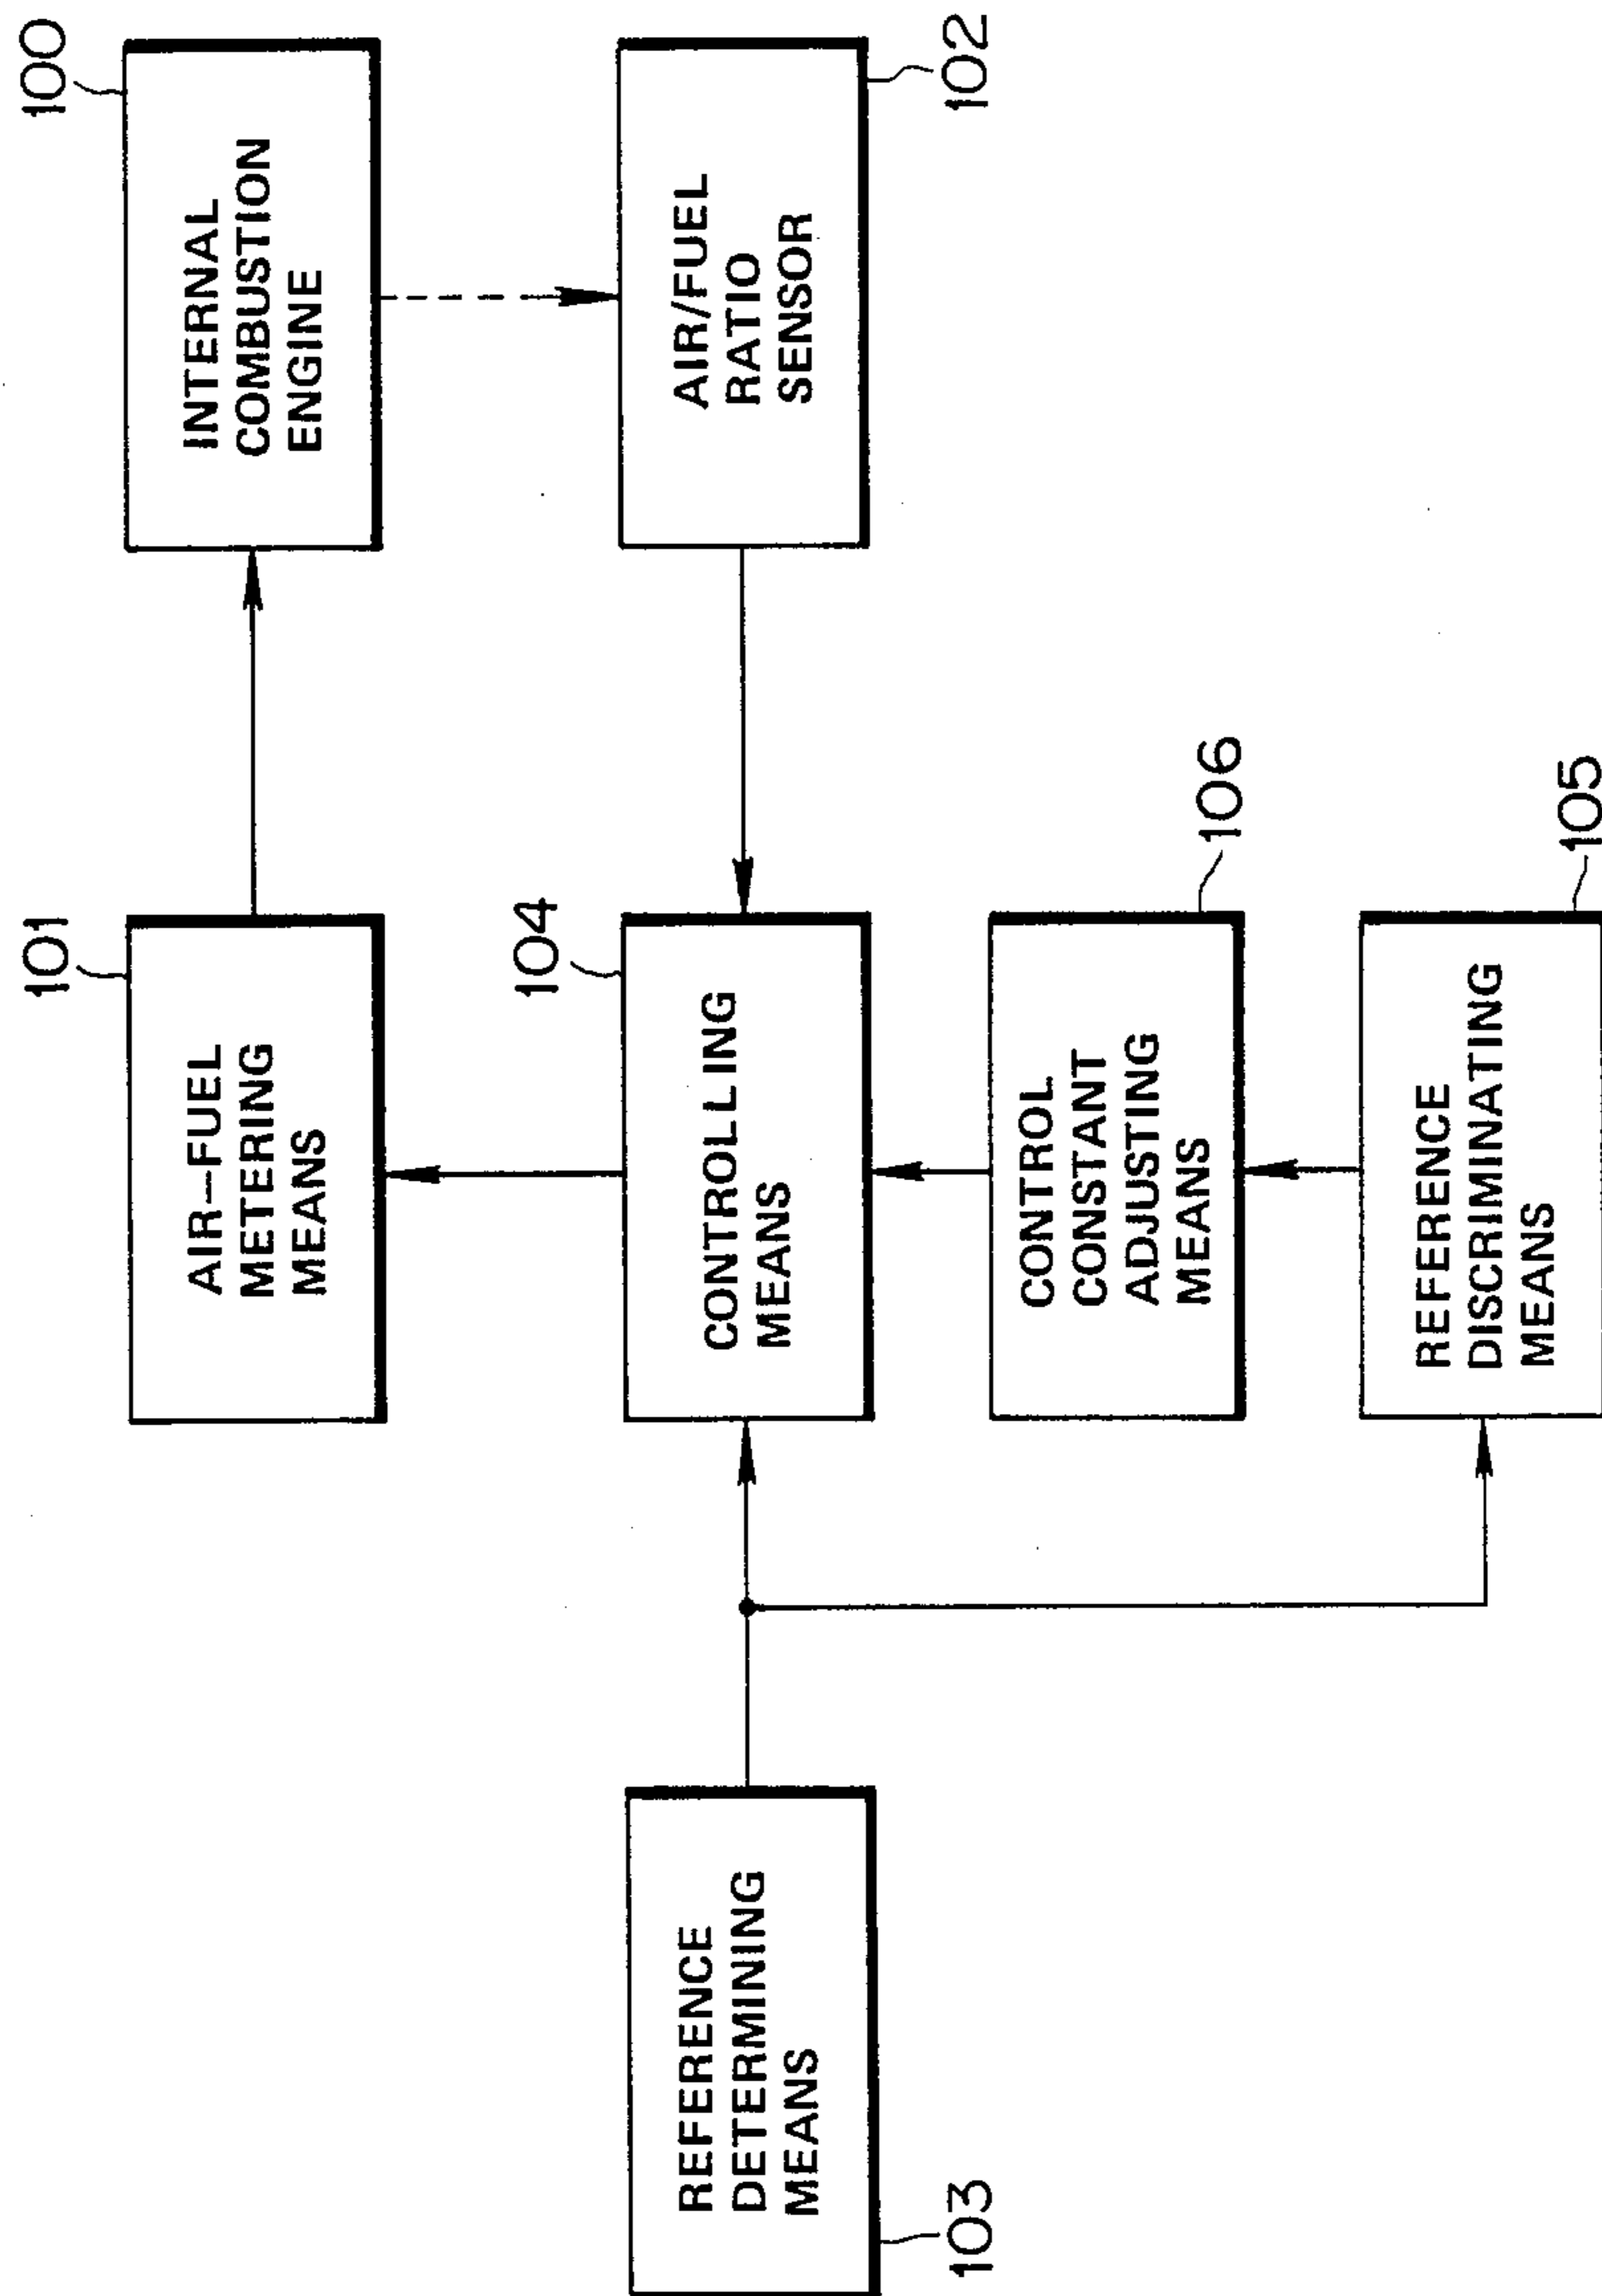 101
AIR—FUEL
METERING
MEANS
100
INTERNAL
COMBUSTION
ENGINE
103
REFERENCE
DETERMINING
MEANS
104
CONTROLLING
MEANS
AIR/FUEL
RATIO
SENSOR
102
CONTROL
CONSTANT
ADJUSTING
MEANS
106
REFERENCE
DISCRIMINATING
MEANS
105